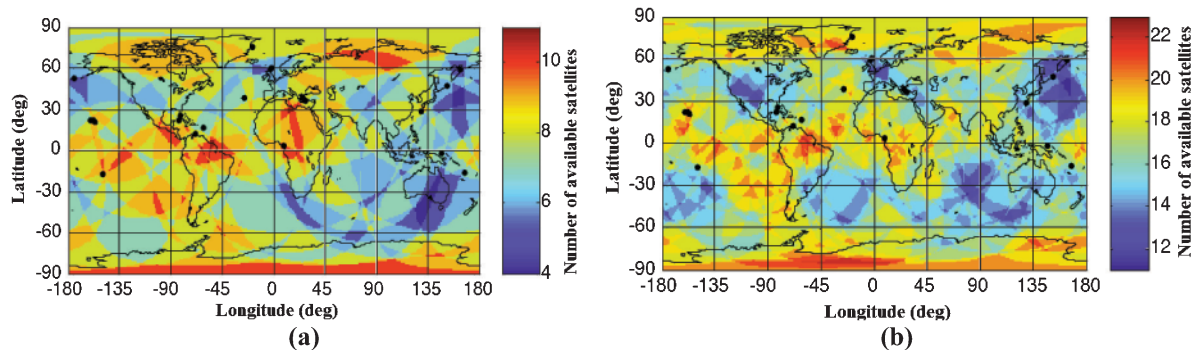 90
60
30
0
-30
-60
-90
Latitude (deg)
-180 -135 -90 -45 0 45 90 135 180
Longitude (deg)
(a)
10
8
6
4
Number of available satellites
90
60
30
0
-30
-60
-90
Latitude (deg)
-180 -135 -90 -45 0 45 90 135 180
Longitude (deg)
(b)
22
20
18
16
14
12
Number of available satellites